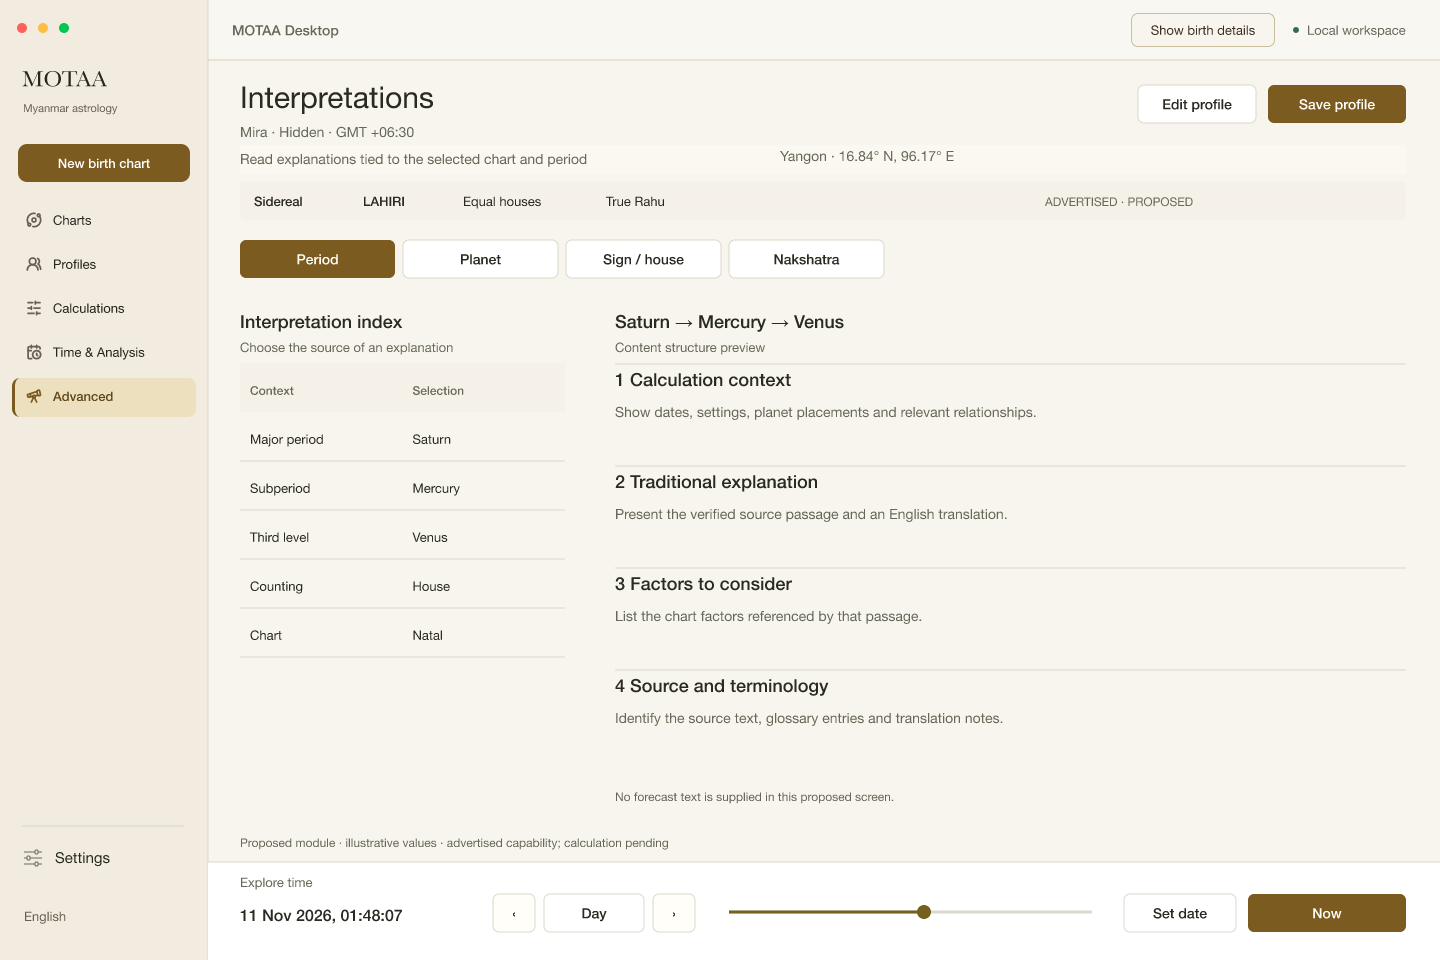 MOTAA Desktop
Show birth details
Local workspace
MOTAA
Myanmar astrology
New birth chart
Charts
Profiles
Calculations
Time & Analysis
Advanced
Settings
English
Interpretations
Edit profile
Save profile
Mira · Hidden · GMT +06:30
Read explanations tied to the selected chart and period
Yangon · 16.84° N, 96.17° E
Sidereal
LAHIRI
Equal houses
True Rahu
ADVERTISED · PROPOSED
Period
Planet
Sign / house
Nakshatra
Interpretation index
Choose the source of an explanation
Context Selection
Major period Saturn
Subperiod Mercury
Third level Venus
Counting House
Chart Natal
Saturn → Mercury → Venus
Content structure preview
1 Calculation context
Show dates, settings, planet placements and relevant relationships.
2 Traditional explanation
Present the verified source passage and an English translation.
3 Factors to consider
List the chart factors referenced by that passage.
4 Source and terminology
Identify the source text, glossary entries and translation notes.
No forecast text is supplied in this proposed screen.
Proposed module · illustrative values · advertised capability; calculation pending
Explore time
11 Nov 2026, 01:48:07
‹
Day
›
Set date
Now